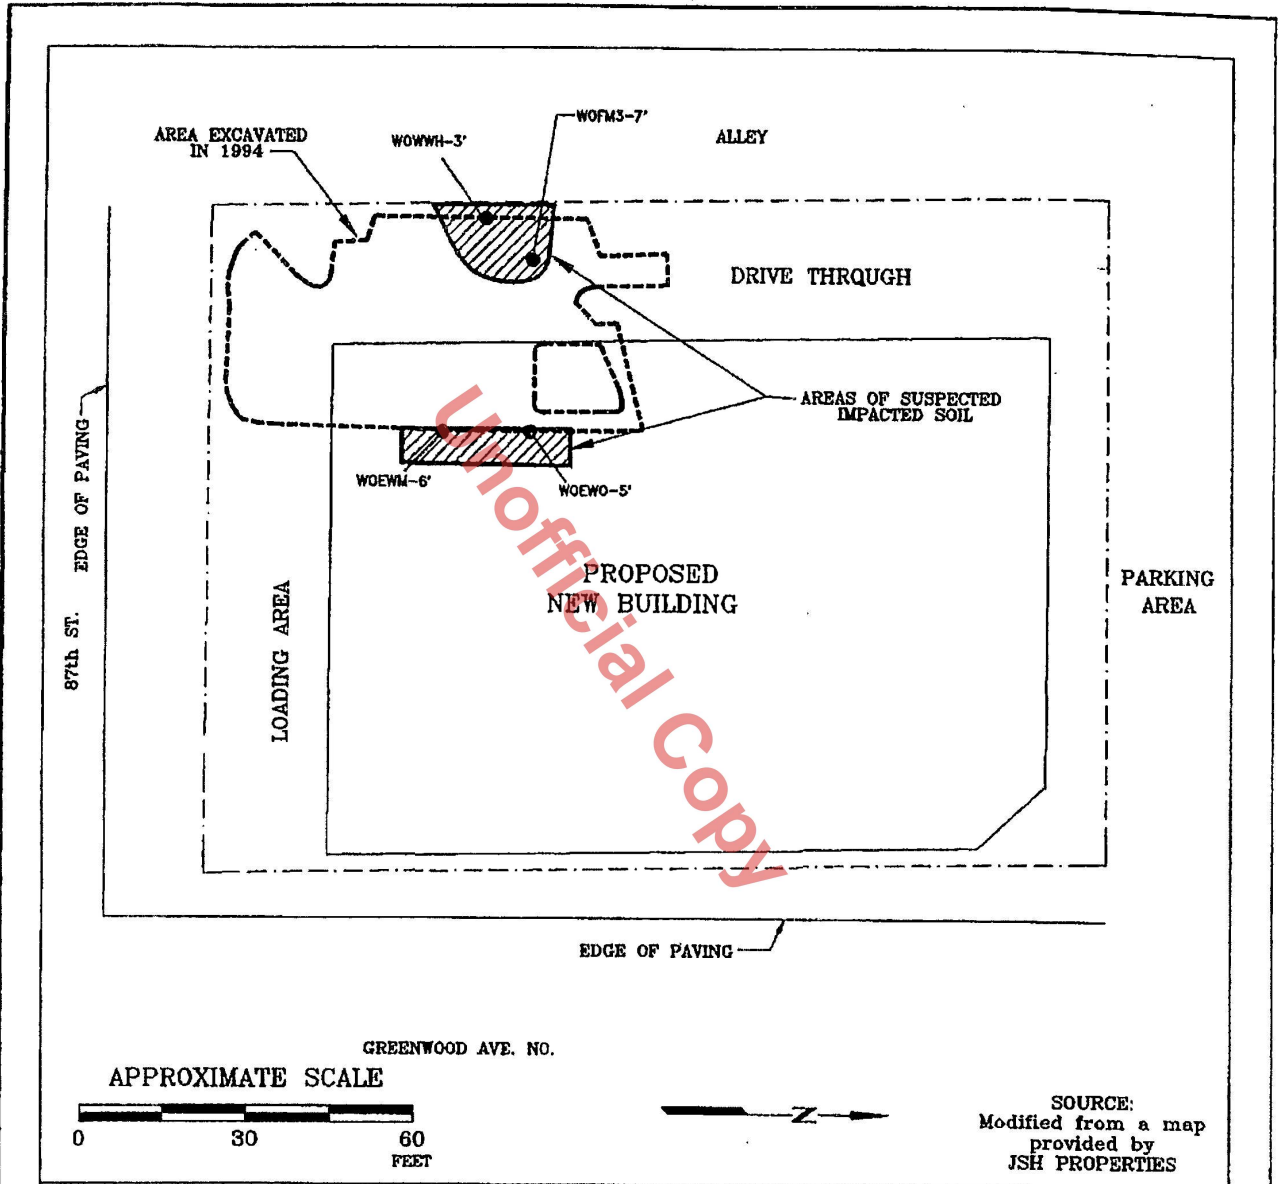 AREA EXCAVATED
IN 1994
WOWWH-3'
WOFM3-7'
ALLEY
DRIVE THROUGH
AREAS OF SUSPECTED
IMPACTED SOIL
WOEWM-6'
WOEWO-5'
EDGE OF PAVING
87th ST.
LOADING AREA
PROPOSED
NEW BUILDING
PARKING
AREA
Unofficial Copy
EDGE OF PAVING
GREENWOOD AVE. NO.
APPROXIMATE SCALE
0 30 60
FEET
Z
SOURCE:
Modified from a map
provided by
JSH PROPERTIES